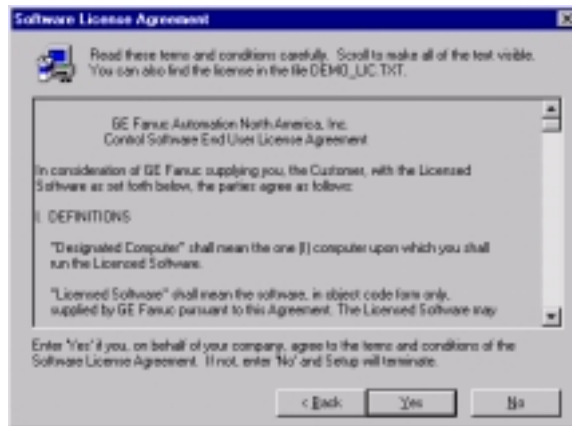 Software License Agreement
Read these terms and conditions carefully. Scroll to make all of the text visible.
You can also find the license in the file DEMO_LIC.TXT.
GE Fanuc Automation North America, Inc.
Control Software End User License Agreement
In consideration of GE Fanuc supplying you, the Customer, with the Licensed
Software as set forth below, the parties agree as follows:
I. DEFINITIONS
"Designated Computer" shall mean the one (1) computer upon which you shall
run the Licensed Software.
"Licensed Software" shall mean the software, in object code form only,
supplied by GE Fanuc pursuant to this Agreement. The Licensed Software may
Enter 'Yes' if you, on behalf of your company, agree to the terms and conditions of the
Software License Agreement. If not, enter 'No' and Setup will terminate.
< Back
Yes
No